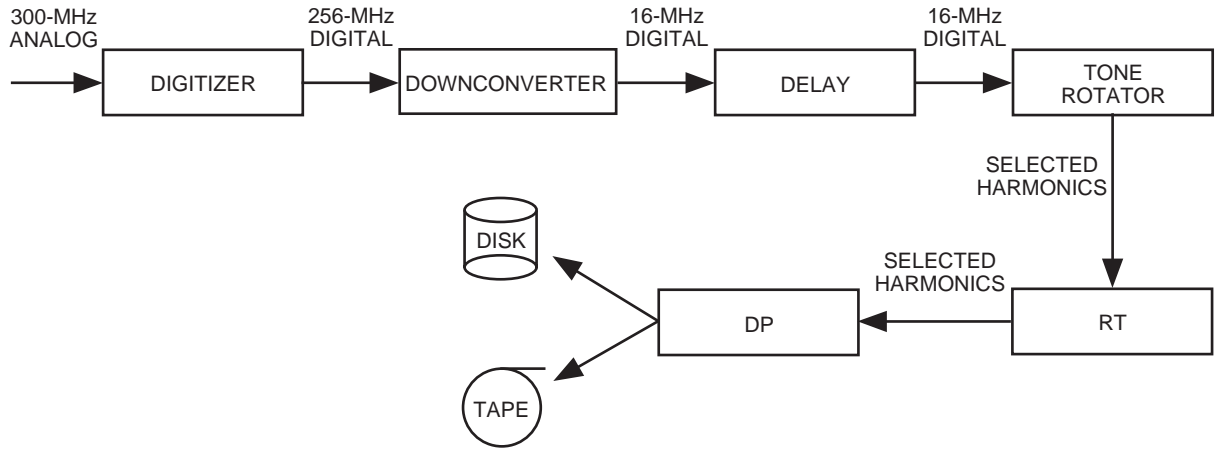 300-MHz
ANALOG
256-MHz
DIGITAL
16-MHz
DIGITAL
16-MHz
DIGITAL
DIGITIZER
DOWNCONVERTER
DELAY
TONE
ROTATOR
SELECTED
HARMONICS
DISK
SELECTED
HARMONICS
DP
RT
TAPE